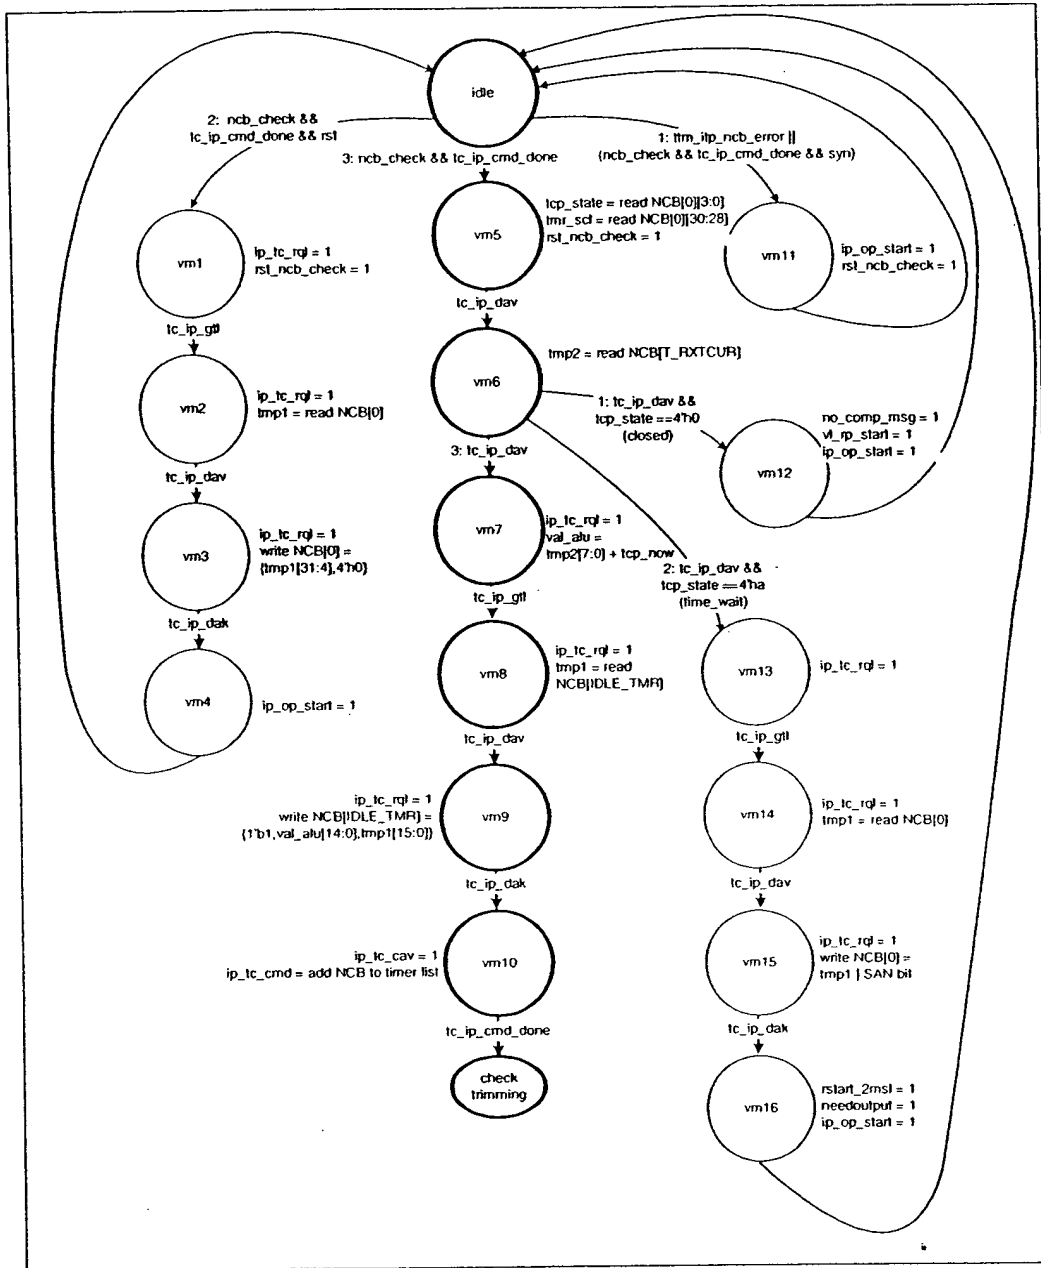 idle
2: ncb_check &&
tc_ip_cmd_done && rst
3: ncb_check && tc_ip_cmd_done
1: ttm_itp_ncb_error ||
(ncb_check && tc_ip_cmd_done && syn)
vm1
ip_tc_rql = 1
rst_ncb_check = 1
vm5
tcp_state = read NCB[0][3:0]
tmr_scl = read NCB[0][30:28]
rst_ncb_check = 1
vm11
ip_op_start = 1
rst_ncb_check = 1
tc_ip_gtl
tc_ip_dav
vm2
ip_tc_rql = 1
tmp1 = read NCB[0]
vm6
tmp2 = read NCB[T_RXTCUR]
1: tc_ip_dav &&
tcp_state ==4'h0
(closed)
tc_ip_dav
3: tc_ip_dav
vm12
no_comp_msg = 1
vl_rp_start = 1
ip_op_start = 1
vm3
ip_tc_rql = 1
write NCB[0] =
{tmp1[31:4],4'h0}
vm7
ip_tc_rql = 1
val_alu =
tmp2[7:0] + tcp_now
2: tc_ip_dav &&
tcp_state ==4'ha
(time_wait)
tc_ip_dak
tc_ip_gtl
vm4
ip_op_start = 1
vm8
ip_tc_rql = 1
tmp1 = read
NCB[IDLE_TMR]
vm13
ip_tc_rql = 1
tc_ip_dav
tc_ip_gtl
vm9
ip_tc_rql = 1
write NCB[IDLE_TMR] =
{1'b1,val_alu[14:0],tmp1[15:0]}
vm14
ip_tc_rql = 1
tmp1 = read NCB[0]
tc_ip_dak
tc_ip_dav
vm10
ip_tc_cav = 1
ip_tc_cmd = add NCB to timer list
vm15
ip_tc_rql = 1
write NCB[0] =
tmp1 | SAN bit
tc_ip_cmd_done
tc_ip_dak
check
trimming
vm16
rstart_2msl = 1
needoutput = 1
ip_op_start = 1